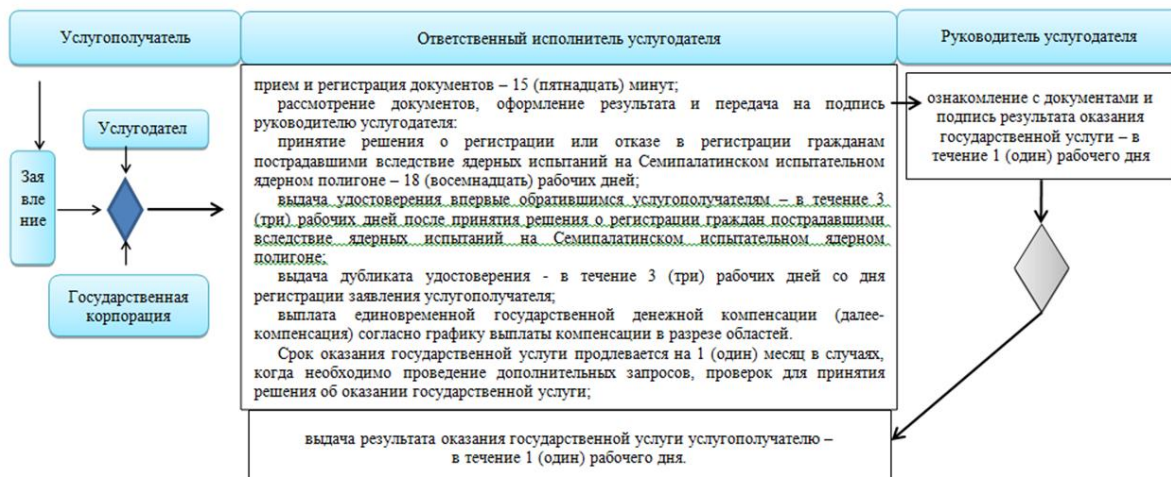 Услугополучатель
Ответственный исполнитель услугодателя
Руководитель услугодателя
Услугодател
Зая
вле
ние
Государственная
корпорация
прием и регистрация документов – 15 (пятнадцать) минут;
рассмотрение документов, оформление результата и передача на подпись
руководителю услугодателя:
принятие решения о регистрации или отказе в регистрации гражданам
пострадавшими вследствие ядерных испытаний на Семипалатинском испытательном
ядерном полигоне – 18 (восемнадцать) рабочих дней;
выдача удостоверения впервые обратившимся услугополучателям – в течение 3
(три) рабочих дней после принятия решения о регистрации граждан пострадавшими
вследствие ядерных испытаний на Семипалатинском испытательном ядерном
полигоне;
выдача дубликата удостоверения - в течение 3 (три) рабочих дней со дня
регистрации заявления услугополучателя;
выплата единовременной государственной денежной компенсации (далее-
компенсация) согласно графику выплаты компенсации в разрезе областей.
Срок оказания государственной услуги продлевается на 1 (один) месяц в случаях,
когда необходимо проведение дополнительных запросов, проверок для принятия
решения об оказании государственной услуги;
ознакомление с документами и
подпись результата оказания
государственной услуги – в
течение 1 (один) рабочего дня
выдача результата оказания государственной услуги услугополучателю –
в течение 1 (один) рабочего дня.